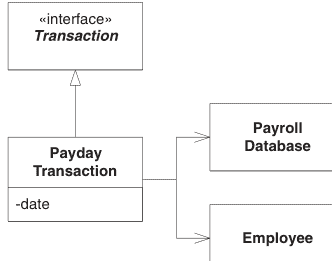 «interface»
Transaction
Payday
Transaction
-date
Payroll
Database
Employee